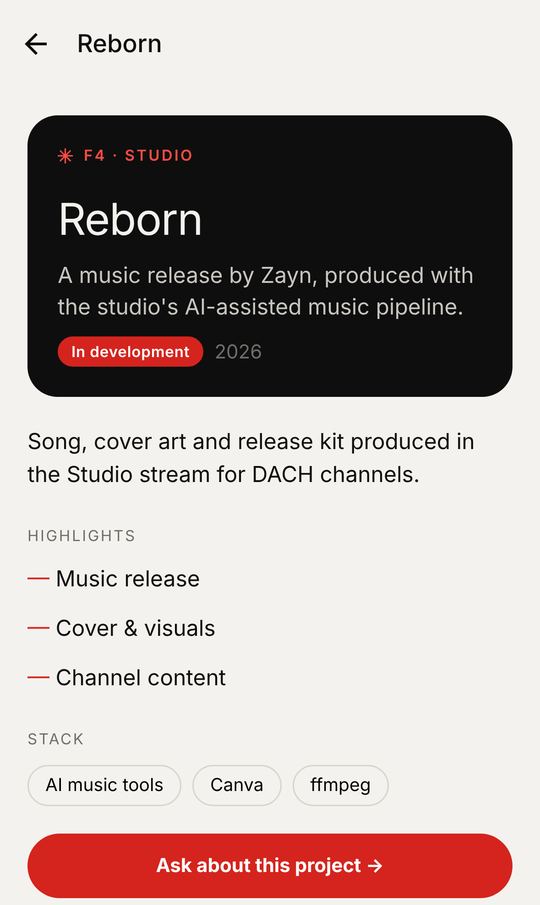 ← Reborn
F4 · STUDIO
Reborn
A music release by Zayn, produced with
the studio's AI-assisted music pipeline.
In development 2026
Song, cover art and release kit produced in
the Studio stream for DACH channels.
HIGHLIGHTS
— Music release
— Cover & visuals
— Channel content
STACK
AI music tools Canva ffmpeg
Ask about this project →